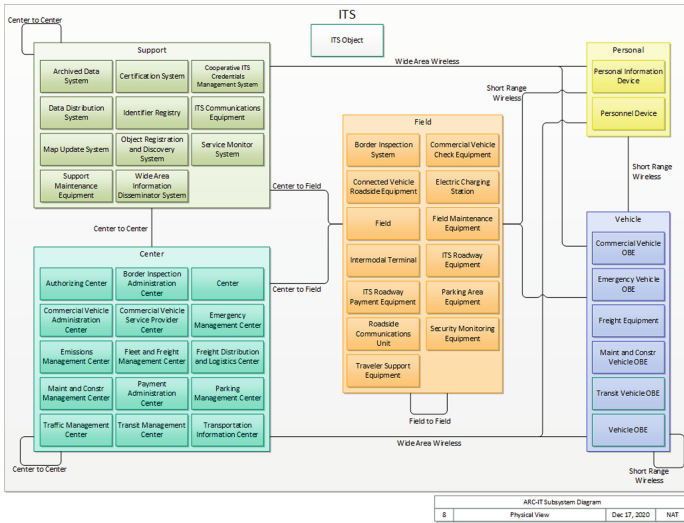 ITS
Center to Center
ITS Object
Support
Archived Data
System
Certification System
Cooperative ITS
Credentials
Management System
Data Distribution
System
Identifier Registry
ITS Communications
Equipment
Map Update System
Object Registration
and Discovery
System
Service Monitor
System
Support
Maintenance
Equipment
Wide Area
Information
Disseminator System
Wide Area Wireless
Short Range
Wireless
Personal
Personal Information
Device
Personnel Device
Short Range
Wireless
Field
Border Inspection
System
Commercial Vehicle
Check Equipment
Connected Vehicle
Roadside Equipment
Electric Charging
Station
Field
Field Maintenance
Equipment
Intermodal Terminal
ITS Roadway
Equipment
ITS Roadway
Payment Equipment
Parking Area
Equipment
Roadside
Communications
Unit
Security Monitoring
Equipment
Traveler Support
Equipment
Field to Field
Center to Field
Center to Center
Center to Field
Center
Authorizing Center
Border Inspection
Administration
Center
Center
Commercial Vehicle
Administration
Center
Commercial Vehicle
Service Provider
Center
Emergency
Management Center
Emissions
Management Center
Fleet and Freight
Management Center
Freight Distribution
and Logistics Center
Maint and Constr
Management Center
Payment
Administration
Center
Parking
Management Center
Traffic Management
Center
Transit Management
Center
Transportation
Information Center
Center to Center
Wide Area Wireless
Vehicle
Commercial Vehicle
OBE
Emergency Vehicle
OBE
Freight Equipment
Maint and Constr
Vehicle OBE
Transit Vehicle OBE
Vehicle OBE
Short Range
Wireless
ARC-IT Subsystem Diagram
8 Physical View Dec 17, 2020 NAT